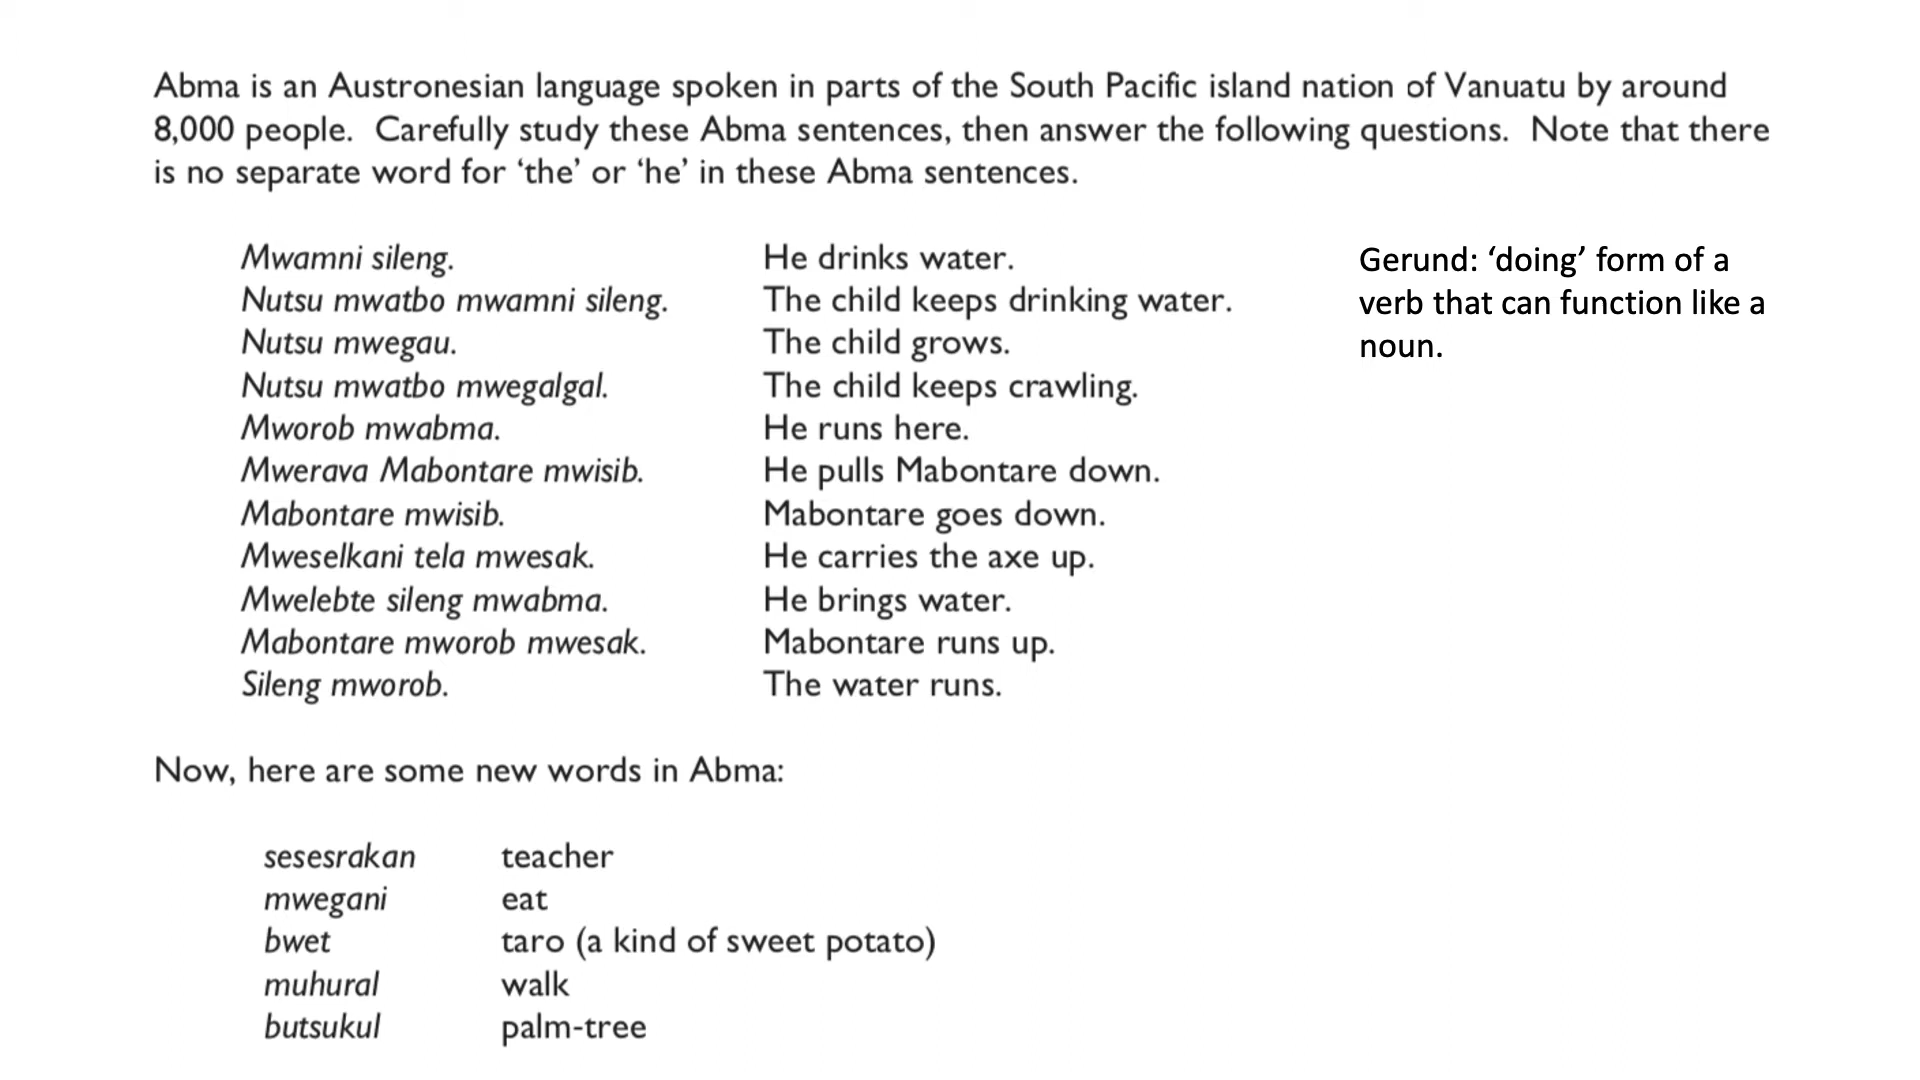 Abma is an Austronesian language spoken in parts of the South Pacific island nation of Vanuatu by around
8,000 people. Carefully study these Abma sentences, then answer the following questions. Note that there
is no separate word for ‘the’ or ‘he’ in these Abma sentences.
Mwamni sileng. He drinks water.
Nutsu mwatbo mwamni sileng. The child keeps drinking water.
Nutsu mwegau. The child grows.
Nutsu mwatbo mwegalgal. The child keeps crawling.
Mworob mwabma. He runs here.
Mwerava Mabontare mwisib. He pulls Mabontare down.
Mabontare mwisib. Mabontare goes down.
Mweselkani tela mwesak. He carries the axe up.
Mwelebte sileng mwabma. He brings water.
Mabontare mworob mwesak. Mabontare runs up.
Sileng mworob. The water runs.
Gerund: ‘doing’ form of a
verb that can function like a
noun.
Now, here are some new words in Abma:
sesesrakan teacher
mwegani eat
bwet taro (a kind of sweet potato)
muhural walk
butsukul palm-tree